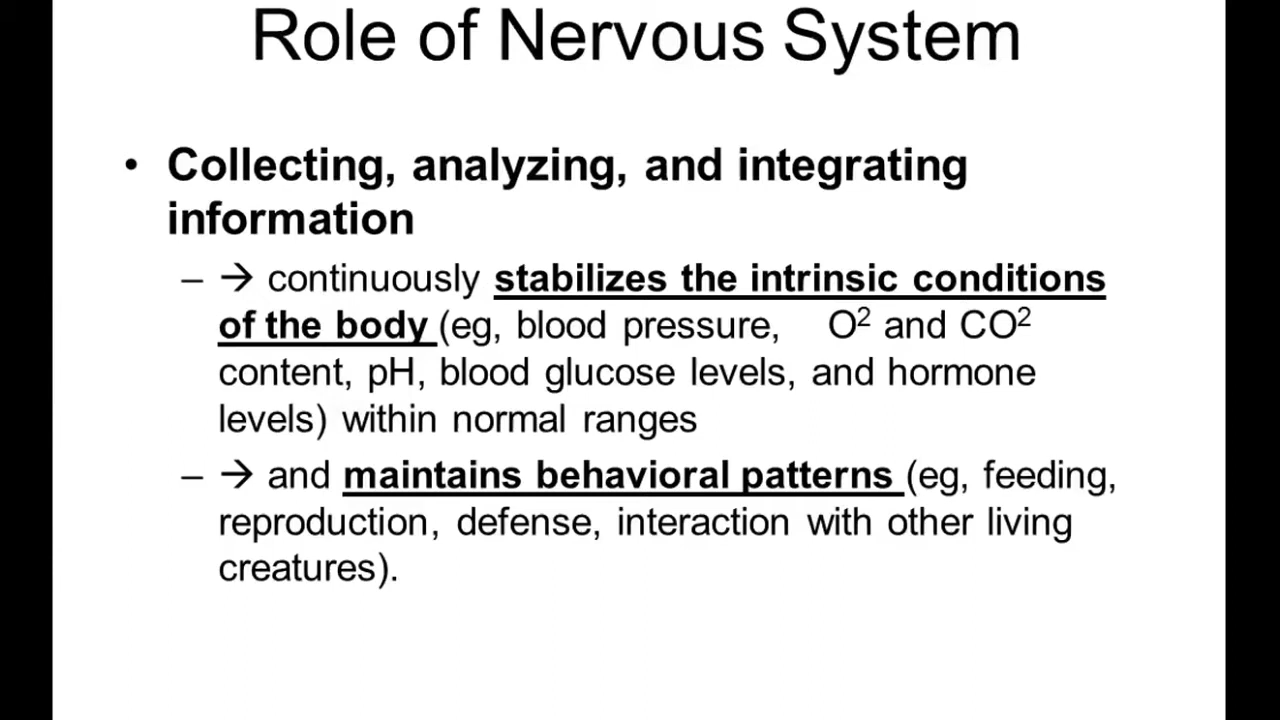 Role of Nervous System
• Collecting, analyzing, and integrating
information
– → continuously stabilizes the intrinsic conditions
of the body (eg, blood pressure, O² and CO²
content, pH, blood glucose levels, and hormone
levels) within normal ranges
– → and maintains behavioral patterns (eg, feeding,
reproduction, defense, interaction with other living
creatures).